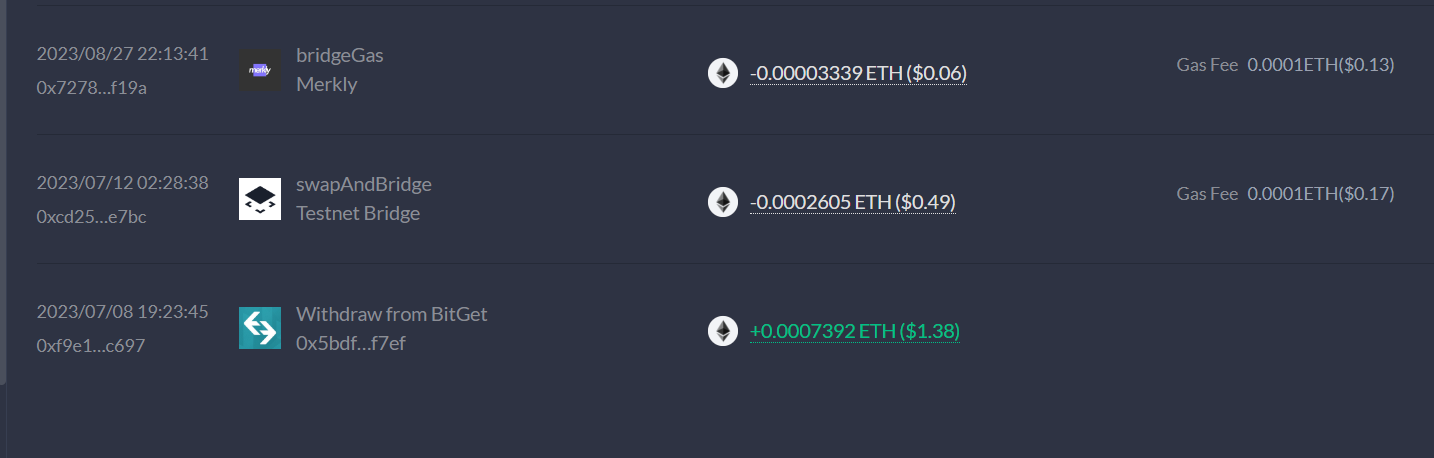 2023/08/27 22:13:41
0x7278...f19a
merkly
bridgeGas
Merkly
-0.00003339 ETH ($0.06)
Gas Fee 0.0001ETH($0.13)
2023/07/12 02:28:38
0xcd25...e7bc
swapAndBridge
Testnet Bridge
-0.0002605 ETH ($0.49)
Gas Fee 0.0001ETH($0.17)
2023/07/08 19:23:45
0xf9e1...c697
Withdraw from BitGet
0x5bdf...f7ef
+0.0007392 ETH ($1.38)